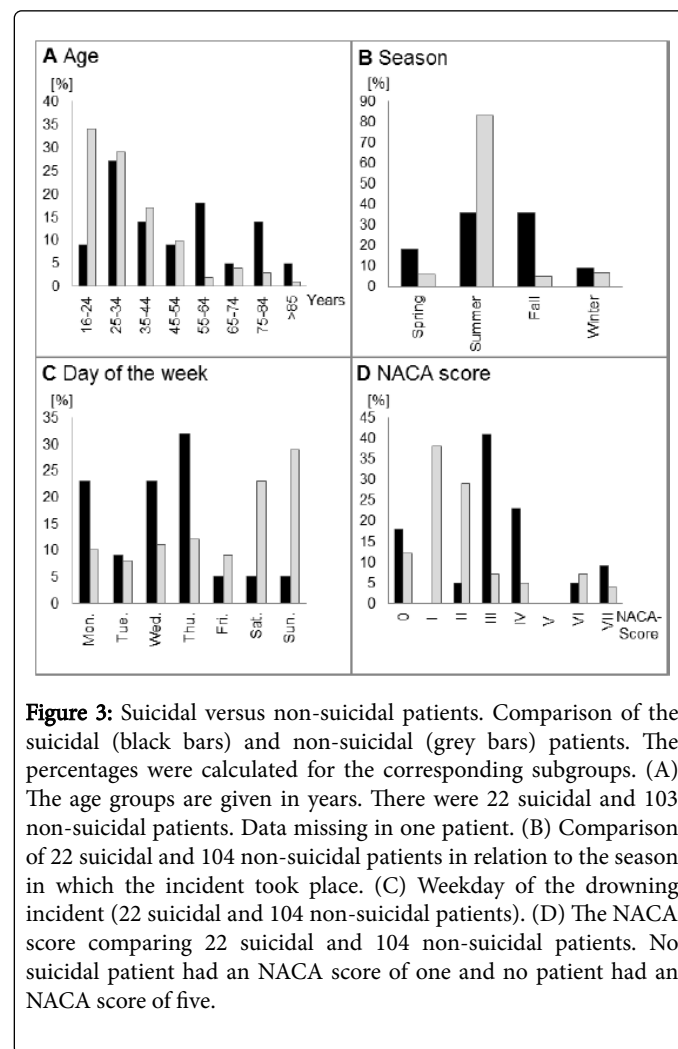 A Age
[%]
40
35
30
25
20
15
10
5
0
16-24
25-34
35-44
45-54
55-64
65-74
75-84
>85
Years
B Season
[%]
90
80
70
60
50
40
30
20
10
0
Spring
Summer
Fall
Winter
C Day of the week
[%]
35
30
25
20
15
10
5
0
Mon.
Tue.
Wed.
Thu.
Fri.
Sat.
Sun.
D NACA score
[%]
45
40
35
30
25
20
15
10
5
0
0
I
II
III
IV
V
VI
VII
NACA-
Score
Figure 3: Suicidal versus non-suicidal patients. Comparison of the
suicidal (black bars) and non-suicidal (grey bars) patients. The
percentages were calculated for the corresponding subgroups. (A)
The age groups are given in years. There were 22 suicidal and 103
non-suicidal patients. Data missing in one patient. (B) Comparison
of 22 suicidal and 104 non-suicidal patients in relation to the season
in which the incident took place. (C) Weekday of the drowning
incident (22 suicidal and 104 non-suicidal patients). (D) The NACA
score comparing 22 suicidal and 104 non-suicidal patients. No
suicidal patient had an NACA score of one and no patient had an
NACA score of five.